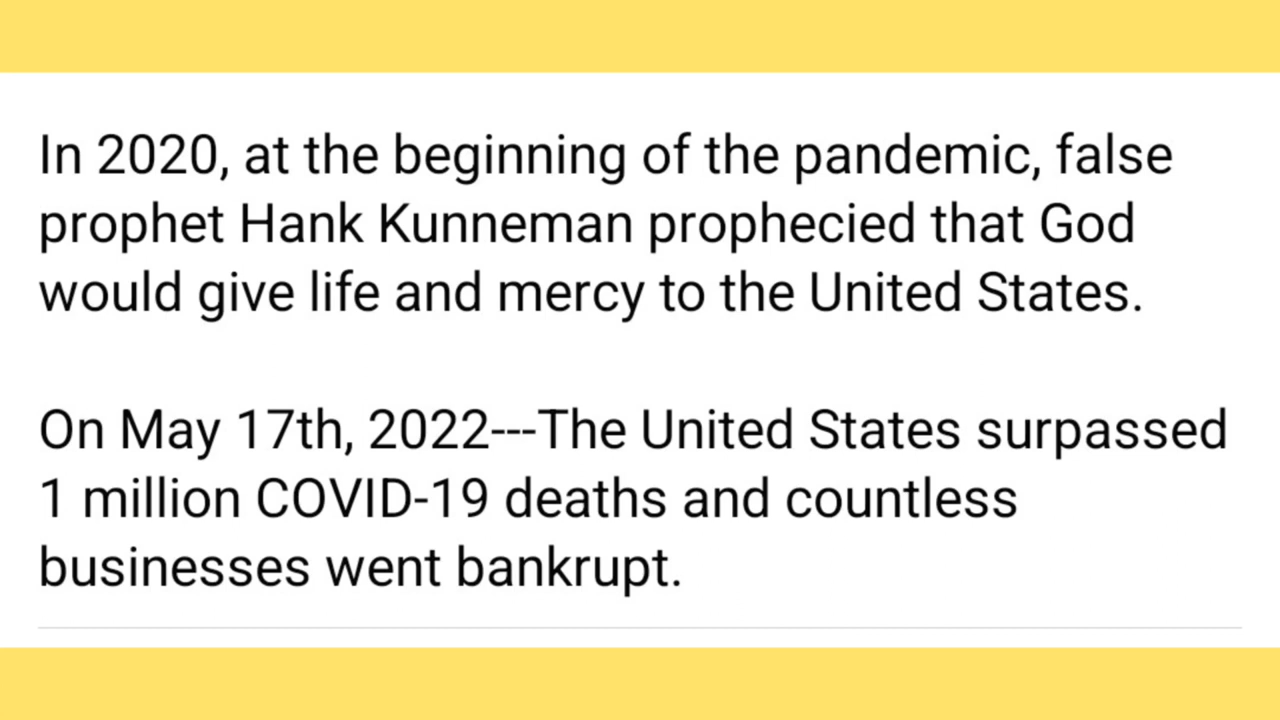 In 2020, at the beginning of the pandemic, false
prophet Hank Kunneman prophecied that God
would give life and mercy to the United States.
On May 17th, 2022---The United States surpassed
1 million COVID-19 deaths and countless
businesses went bankrupt.